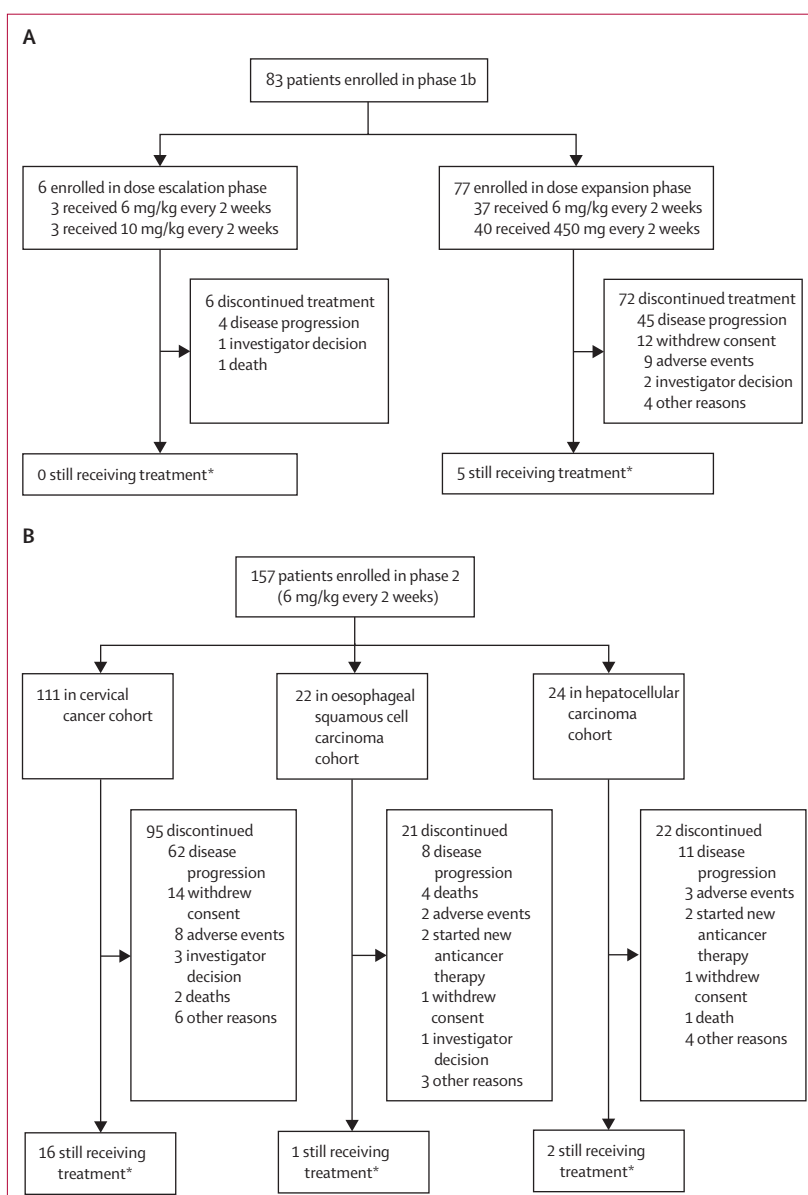 A
83 patients enrolled in phase 1b
6 enrolled in dose escalation phase
3 received 6 mg/kg every 2 weeks
3 received 10 mg/kg every 2 weeks
77 enrolled in dose expansion phase
37 received 6 mg/kg every 2 weeks
40 received 450 mg every 2 weeks
6 discontinued treatment
4 disease progression
1 investigator decision
1 death
72 discontinued treatment
45 disease progression
12 withdrew consent
9 adverse events
2 investigator decision
4 other reasons
0 still receiving treatment*
5 still receiving treatment*
B
157 patients enrolled in phase 2
(6 mg/kg every 2 weeks)
111 in cervical
cancer cohort
22 in oesophageal
squamous cell
carcinoma
cohort
24 in hepatocellular
carcinoma
cohort
95 discontinued
62 disease
progression
14 withdrew
consent
8 adverse events
3 investigator
decision
2 deaths
6 other reasons
21 discontinued
8 disease
progression
4 deaths
2 adverse events
2 started new
anticancer
therapy
1 withdrew
consent
1 investigator
decision
3 other reasons
22 discontinued
11 disease
progression
3 adverse events
2 started new
anticancer
therapy
1 withdrew
consent
1 death
4 other reasons
16 still receiving
treatment*
1 still receiving
treatment*
2 still receiving
treatment*